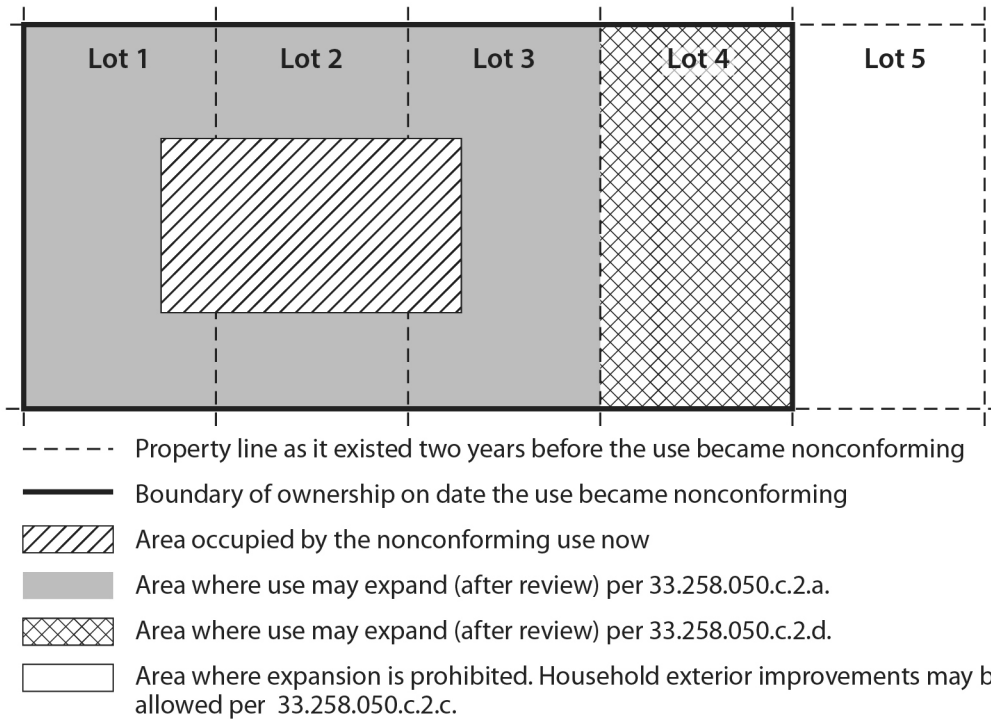 Lot 1 Lot 2 Lot 3 Lot 4 Lot 5
Property line as it existed two years before the use became nonconforming
Boundary of ownership on date the use became nonconforming
Area occupied by the nonconforming use now
Area where use may expand (after review) per 33.258.050.c.2.a.
Area where use may expand (after review) per 33.258.050.c.2.d.
Area where expansion is prohibited. Household exterior improvements may b
allowed per 33.258.050.c.2.c.